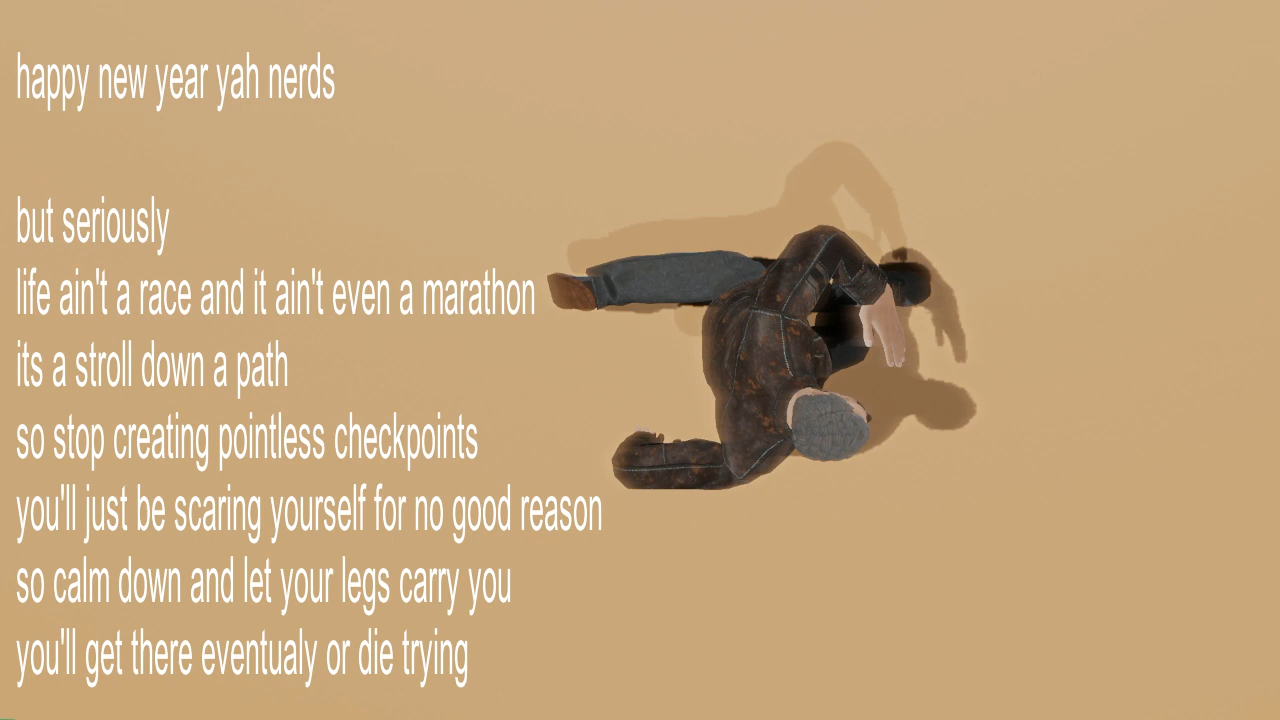 happy new year yah nerds
but seriously
life ain't a race and it ain't even a marathon
its a stroll down a path
so stop creating pointless checkpoints
you'll just be scaring yourself for no good reason
so calm down and let your legs carry you
you'll get there eventualy or die trying